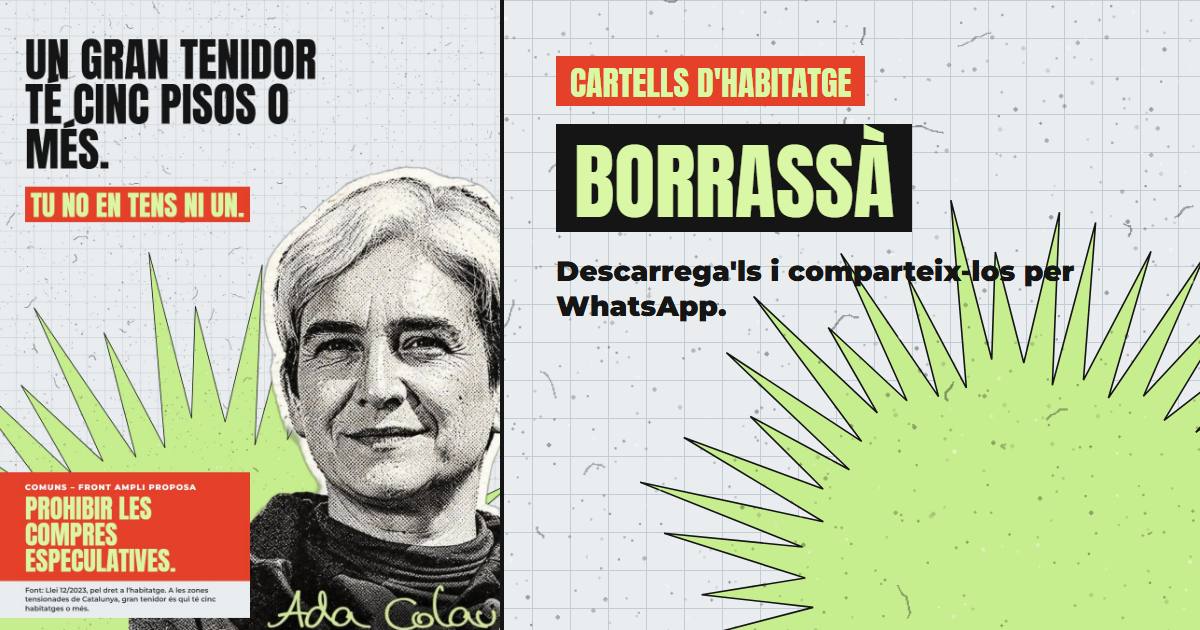 UN GRAN TENIDOR
TÉ CINC PISOS O
MÉS.
TU NO EN TENS NI UN.
COMUNS – FRONT AMPLI PROPOSA
PROHIBIR LES
COMPRES
ESPECULATIVES.
Font: Llei 12/2023, pel dret a l'habitatge. A les zones
tensionades de Catalunya, gran tenidor és qui té cinc
habitatges o més.
Ada Colau
CARTELLS D'HABITATGE
BORRASSÀ
Descarrega'ls i comparteix-los per
WhatsApp.